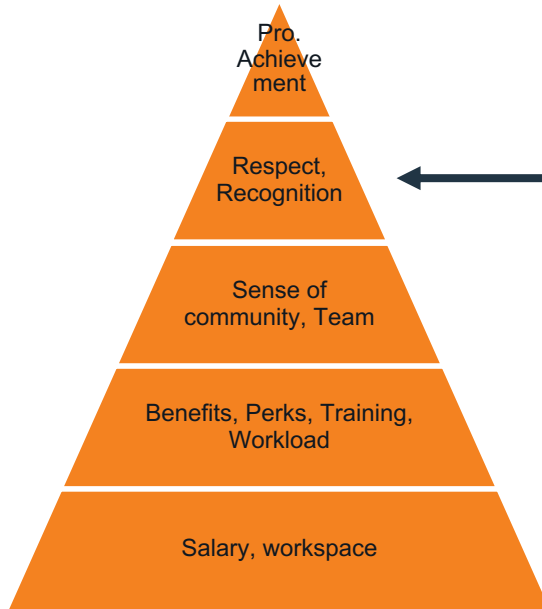 Pro.
Achieve
ment
Respect,
Recognition
Sense of
community, Team
Benefits, Perks, Training,
Workload
Salary, workspace